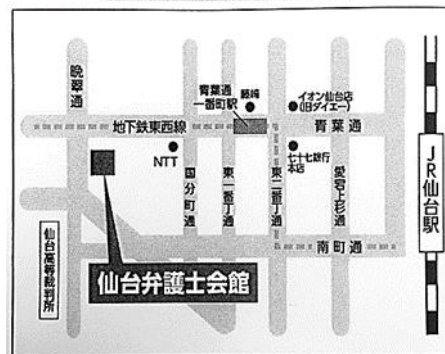 晩翠通
青葉通
一番町駅
藤崎
イオン仙台店
(旧ダイエー)
地下鉄東西線
青葉通
NTT
七十七銀行
本店
国分町通
東一番丁通
東二番丁通
愛宕上杉通
JR仙台駅
南町通
仙台高等裁判所
仙台弁護士会館